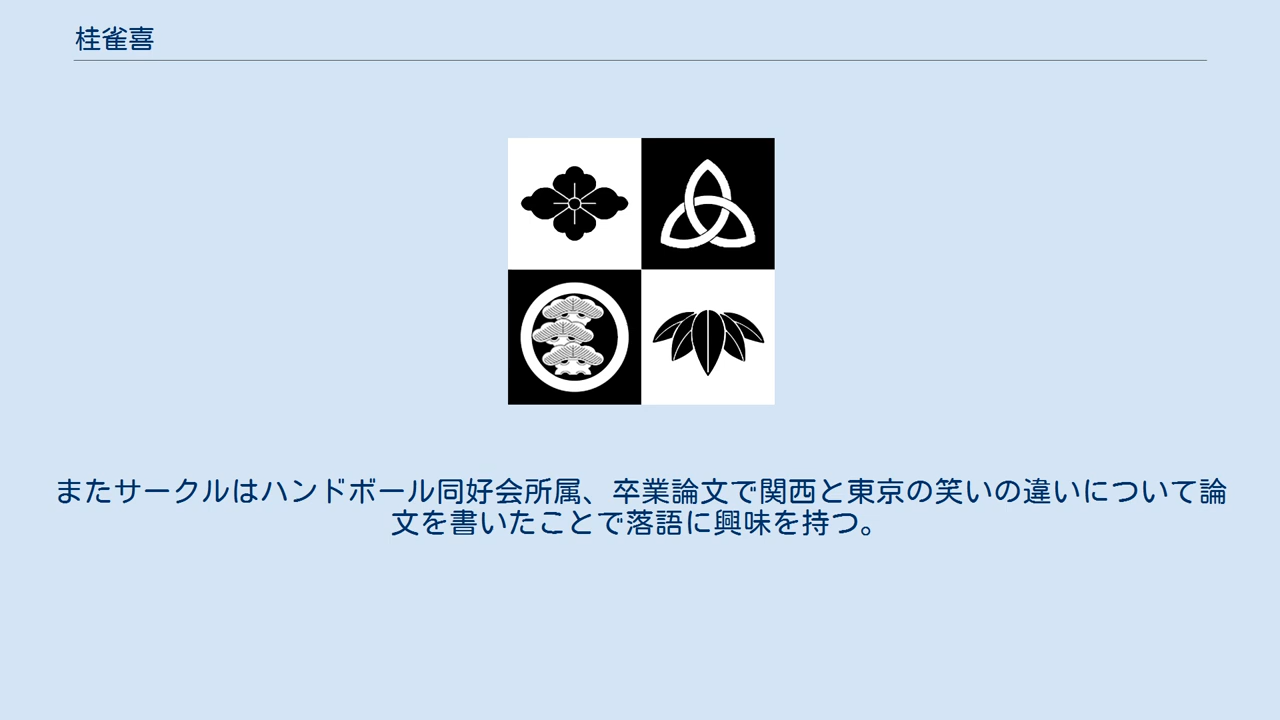 桂雀喜
またサークルはハンドボール同好会所属、卒業論文で関西と東京の笑いの違いについて論
文を書いたことで落語に興味を持つ。